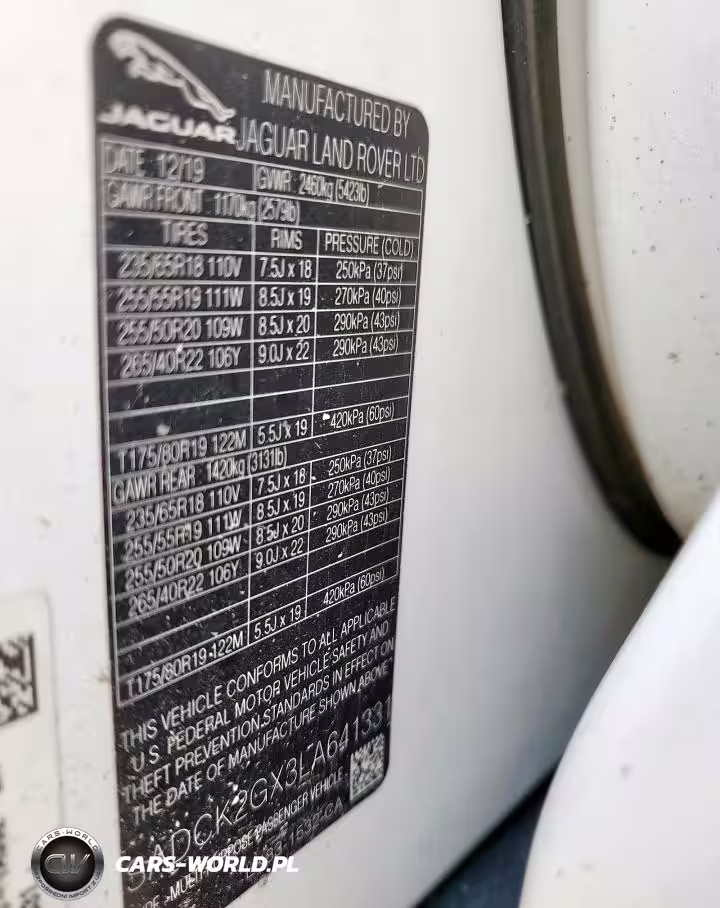 JAGUAR
MANUFACTURED BY
JAGUAR LAND ROVER LTD
DATE 12/19 GVWR : 2460kg (5423lb)
GAWR FRONT 1170kg (2579lb)
TIRES RIMS PRESSURE (COLD)
235/65R18 110V 7.5J x 18 250kPa (37psi)
255/55R19 111W 8.5J x 19 270kPa (40psi)
255/50R20 109W 8.5J x 20 290kPa (43psi)
265/40R22 106Y 9.0J x 22 290kPa (43psi)
T175/80R19 122M 5.5J x 19 420kPa (60psi)
GAWR REAR 1420kg (3131lb)
235/65R18 110V 7.5J x 18 250kPa (37psi)
255/55R19 111W 8.5J x 19 270kPa (40psi)
255/50R20 109W 8.5J x 20 290kPa (43psi)
265/40R22 106Y 9.0J x 22 290kPa (43psi)
T175/80R19 122M 5.5J x 19 420kPa (60psi)
THIS VEHICLE CONFORMS TO ALL APPLICABLE
U.S. FEDERAL MOTOR VEHICLE SAFETY AND
THEFT PREVENTION STANDARDS IN EFFECT ON
THE DATE OF MANUFACTURE SHOWN ABOVE
ADCK2GX3LA641331
PASSENGER VEHICLE
CARS-WORLD
CW
CARS-WORLD.PL